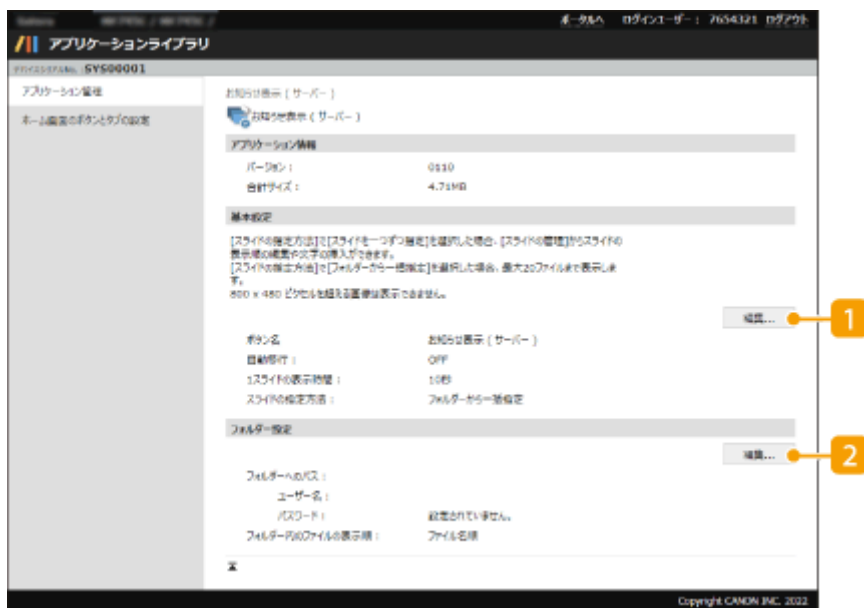 ポータルへ ログインユーザー： 7654321 ログアウト
アプリケーションライブラリ
SYS00001
アプリケーション管理
ホーム画面のボタンとタブの設定
お知らせ表示 ( サーバー )
お知らせ表示 ( サーバー )
アプリケーション情報
バージョン： 0110
合計サイズ： 4.71MB
基本設定
[スライドの指定方法]で[スライドを一つずつ指定]を選択した場合、[スライドの管理]からスライドの
表示順の編集や文字の挿入ができます。
[スライドの指定方法]で[フォルダーから一括指定]を選択した場合、最大20ファイルまで表示しま
す。
800 x 480 ピクセルを超える画像は表示できません。
編集... 1
ボタン名 お知らせ表示 ( サーバー )
自動移行： OFF
1スライドの表示時間： 10秒
スライドの指定方法： フォルダーから一括指定
フォルダー設定
編集... 2
フォルダーへのパス：
ユーザー名：
パスワード： 設定されていません。
フォルダー内のファイルの表示順： ファイル名順
Copyright CANON INC. 2022